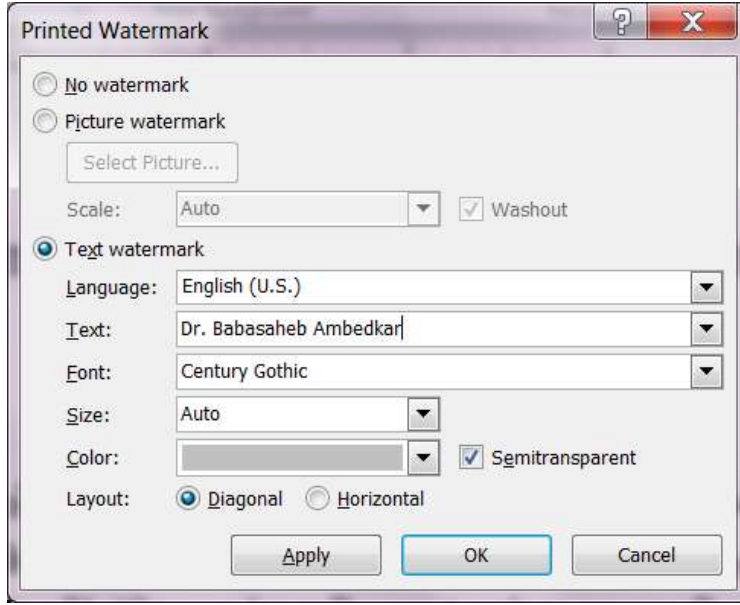 Printed Watermark
No watermark
Picture watermark
Select Picture...
Scale: Auto Washout
Text watermark
Language: English (U.S.)
Text: Dr. Babasaheb Ambedkar
Font: Century Gothic
Size: Auto
Color: Semitransparent
Layout: Diagonal Horizontal
Apply OK Cancel